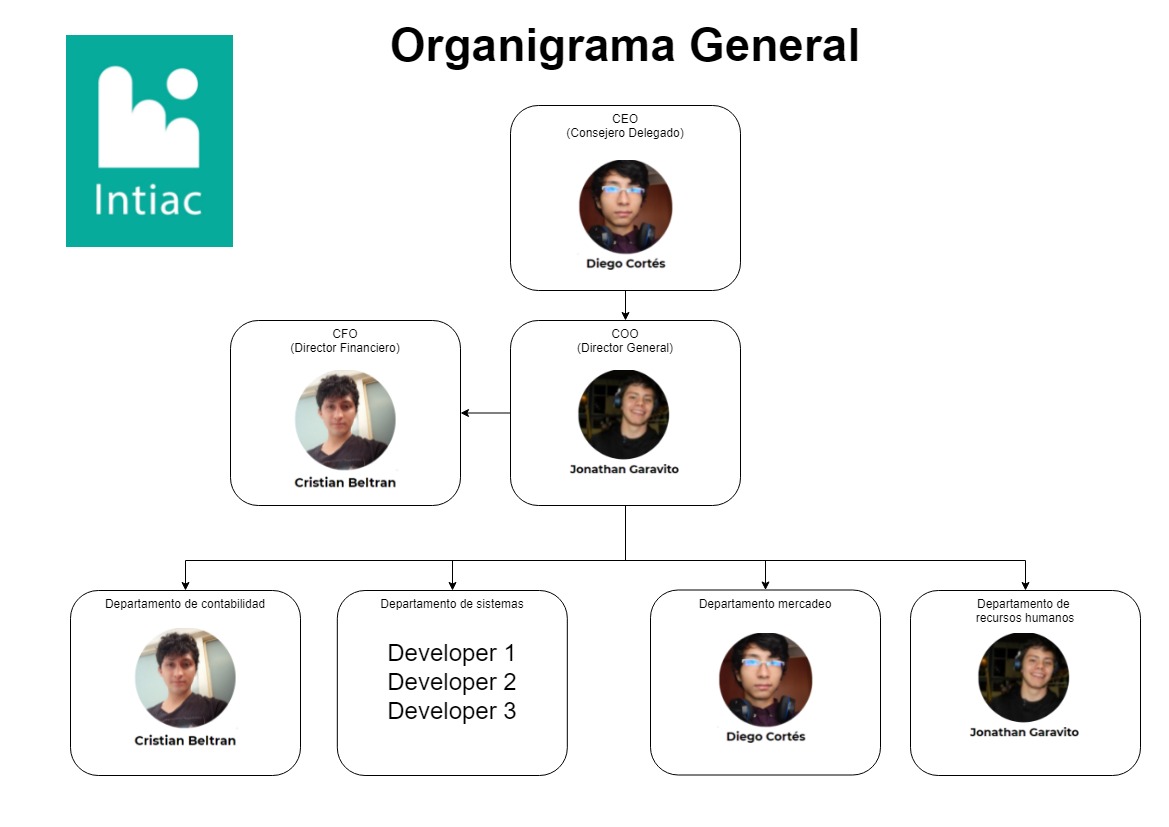 Organigrama General
Intiac
CEO
(Consejero Delegado)
Diego Cortés
CFO
(Director Financiero)
Cristian Beltran
COO
(Director General)
Jonathan Garavito
Departamento de contabilidad
Cristian Beltran
Departamento de sistemas
Developer 1
Developer 2
Developer 3
Departamento mercadeo
Diego Cortés
Departamento de
recursos humanos
Jonathan Garavito